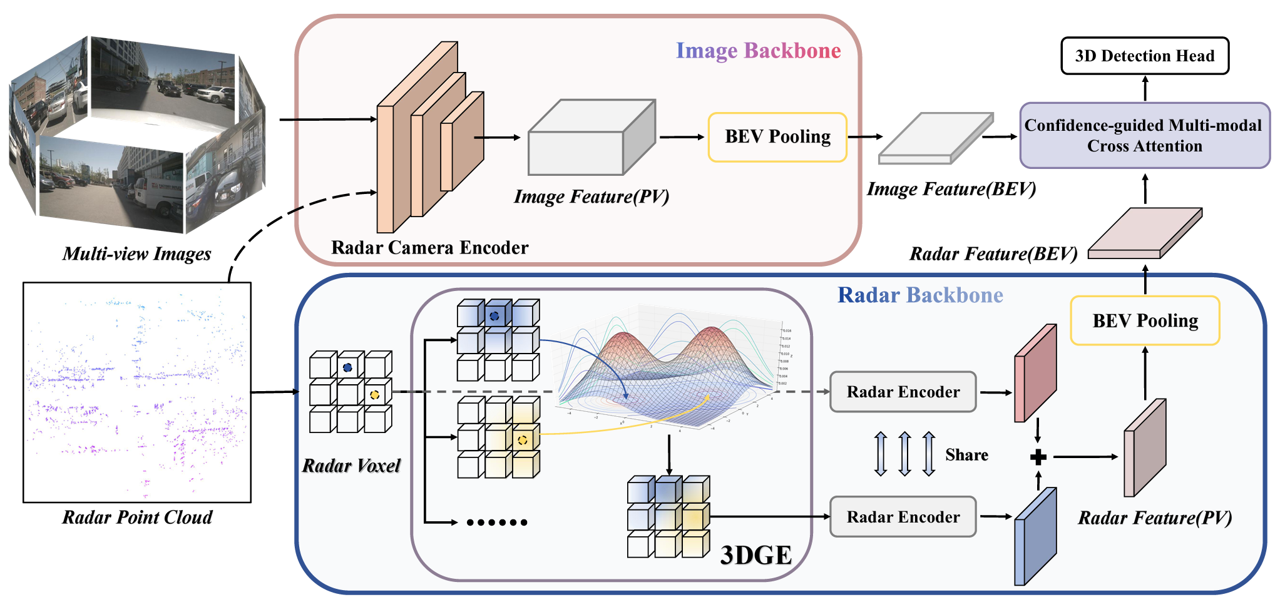 Image Backbone
3D Detection Head
BEV Pooling
Confidence-guided Multi-modal
Cross Attention
Image Feature(PV)
Image Feature(BEV)
Radar Camera Encoder
Multi-view Images
Radar Feature(BEV)
Radar Backbone
BEV Pooling
Radar Encoder
Radar Voxel
Share
Radar Encoder
Radar Feature(PV)
Radar Point Cloud
3DGE